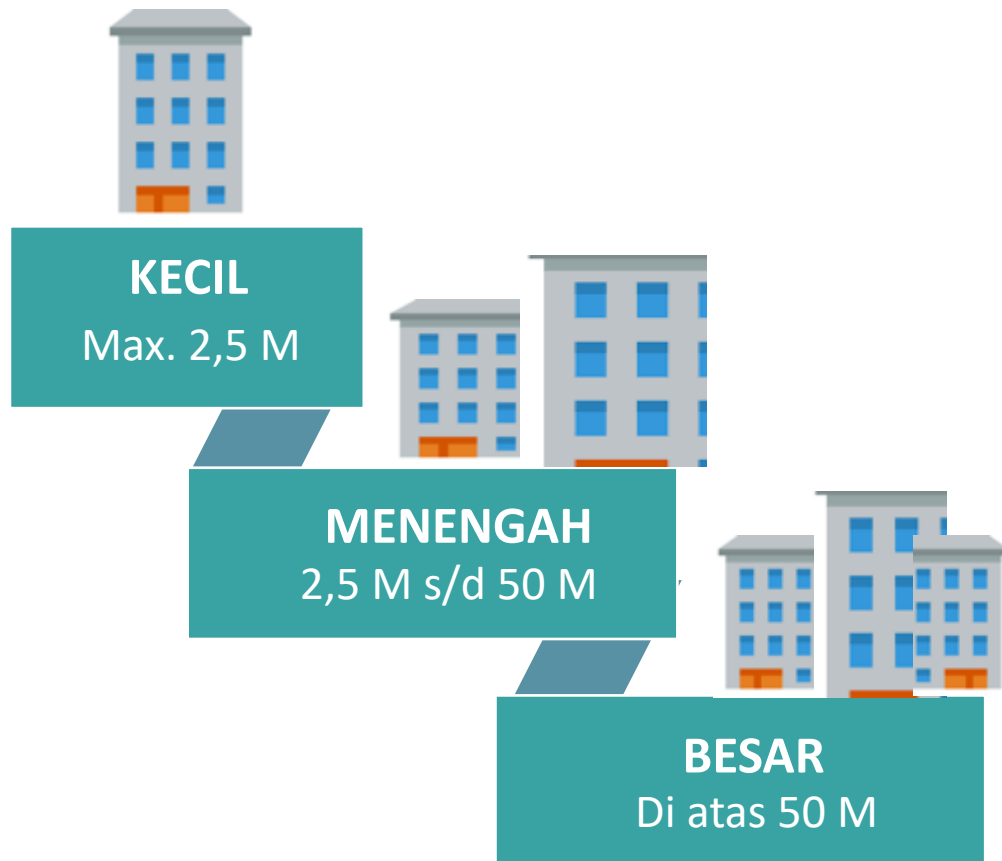 KECIL
Max. 2,5 M
MENENGAH
2,5 M s/d 50 M
BESAR
Di atas 50 M